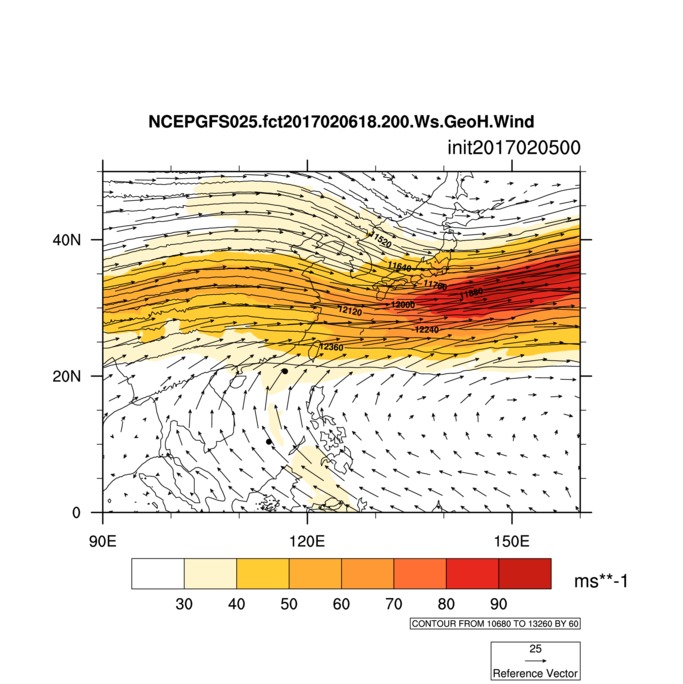 NCEPGFS025.fct2017020618.200.Ws.GeoH.Wind
init2017020500
40N
20N
0
11520
11640
11760
11880
12000
12120
12240
12360
90E 120E 150E
30 40 50 60 70 80 90
ms**-1
CONTOUR FROM 10680 TO 13260 BY 60
25
Reference Vector